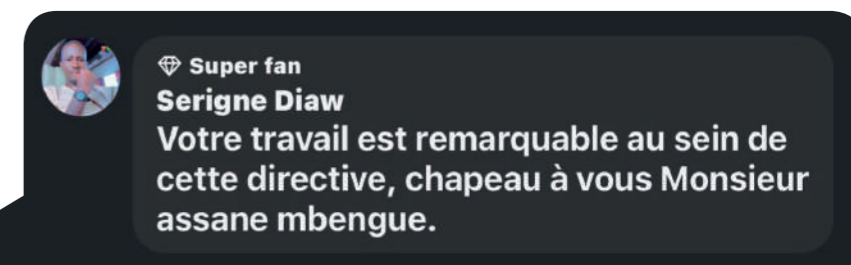 Super fan
Serigne Diaw
Votre travail est remarquable au sein de
cette directive, chapeau à vous Monsieur
assane mbengue.